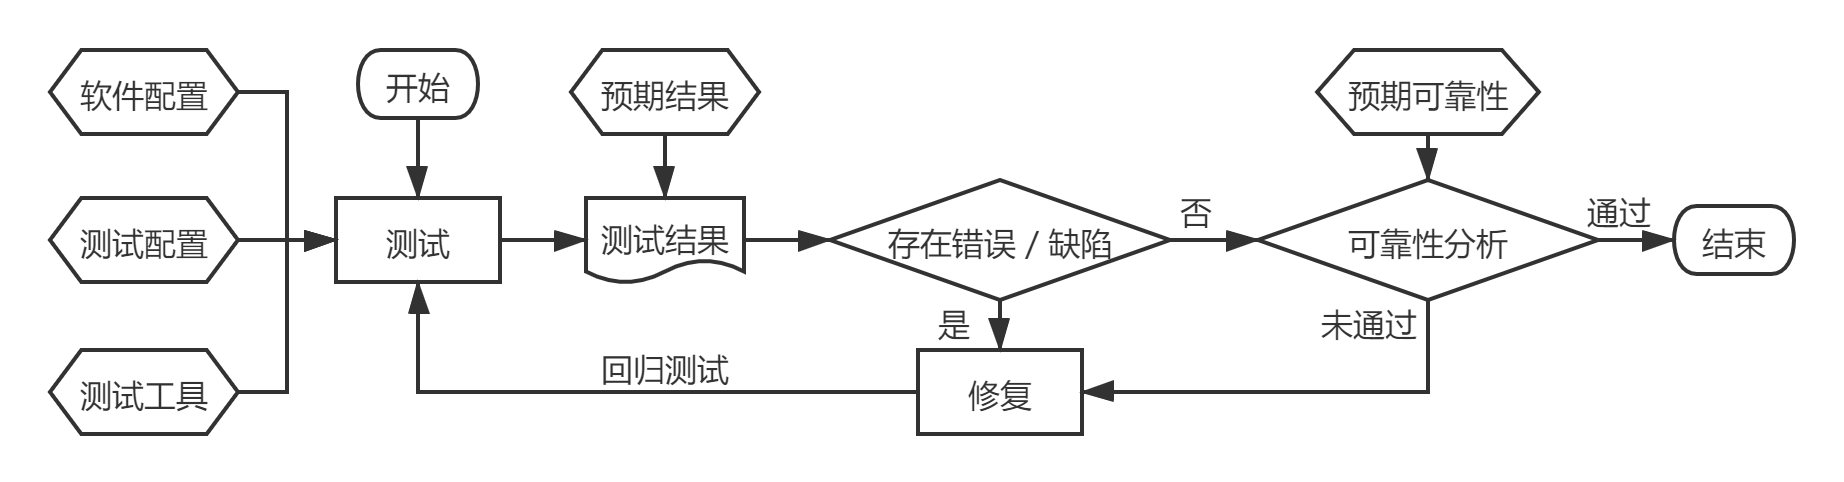 软件配置
开始
预期结果
预期可靠性
测试配置
测试
测试结果
存在错误 / 缺陷
否
可靠性分析
通过
结束
是
未通过
测试工具
回归测试
修复